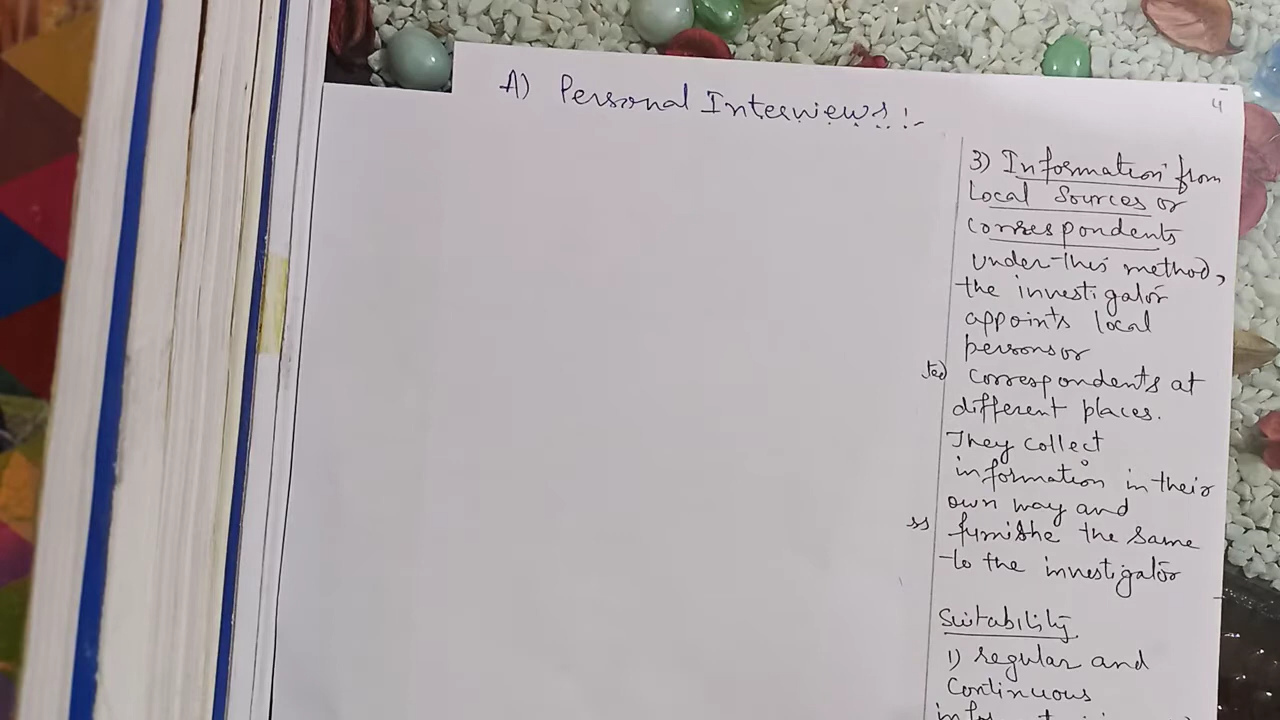 A) Personal Interviews :-
4
3) Information from
Local Sources or
Correspondents
under this method,
the investigator
appoints local
persons or
correspondents at
different places.
They collect
information in their
own way and
furnishe the same
to the investigator
Suitability
1) regular and
Continuous